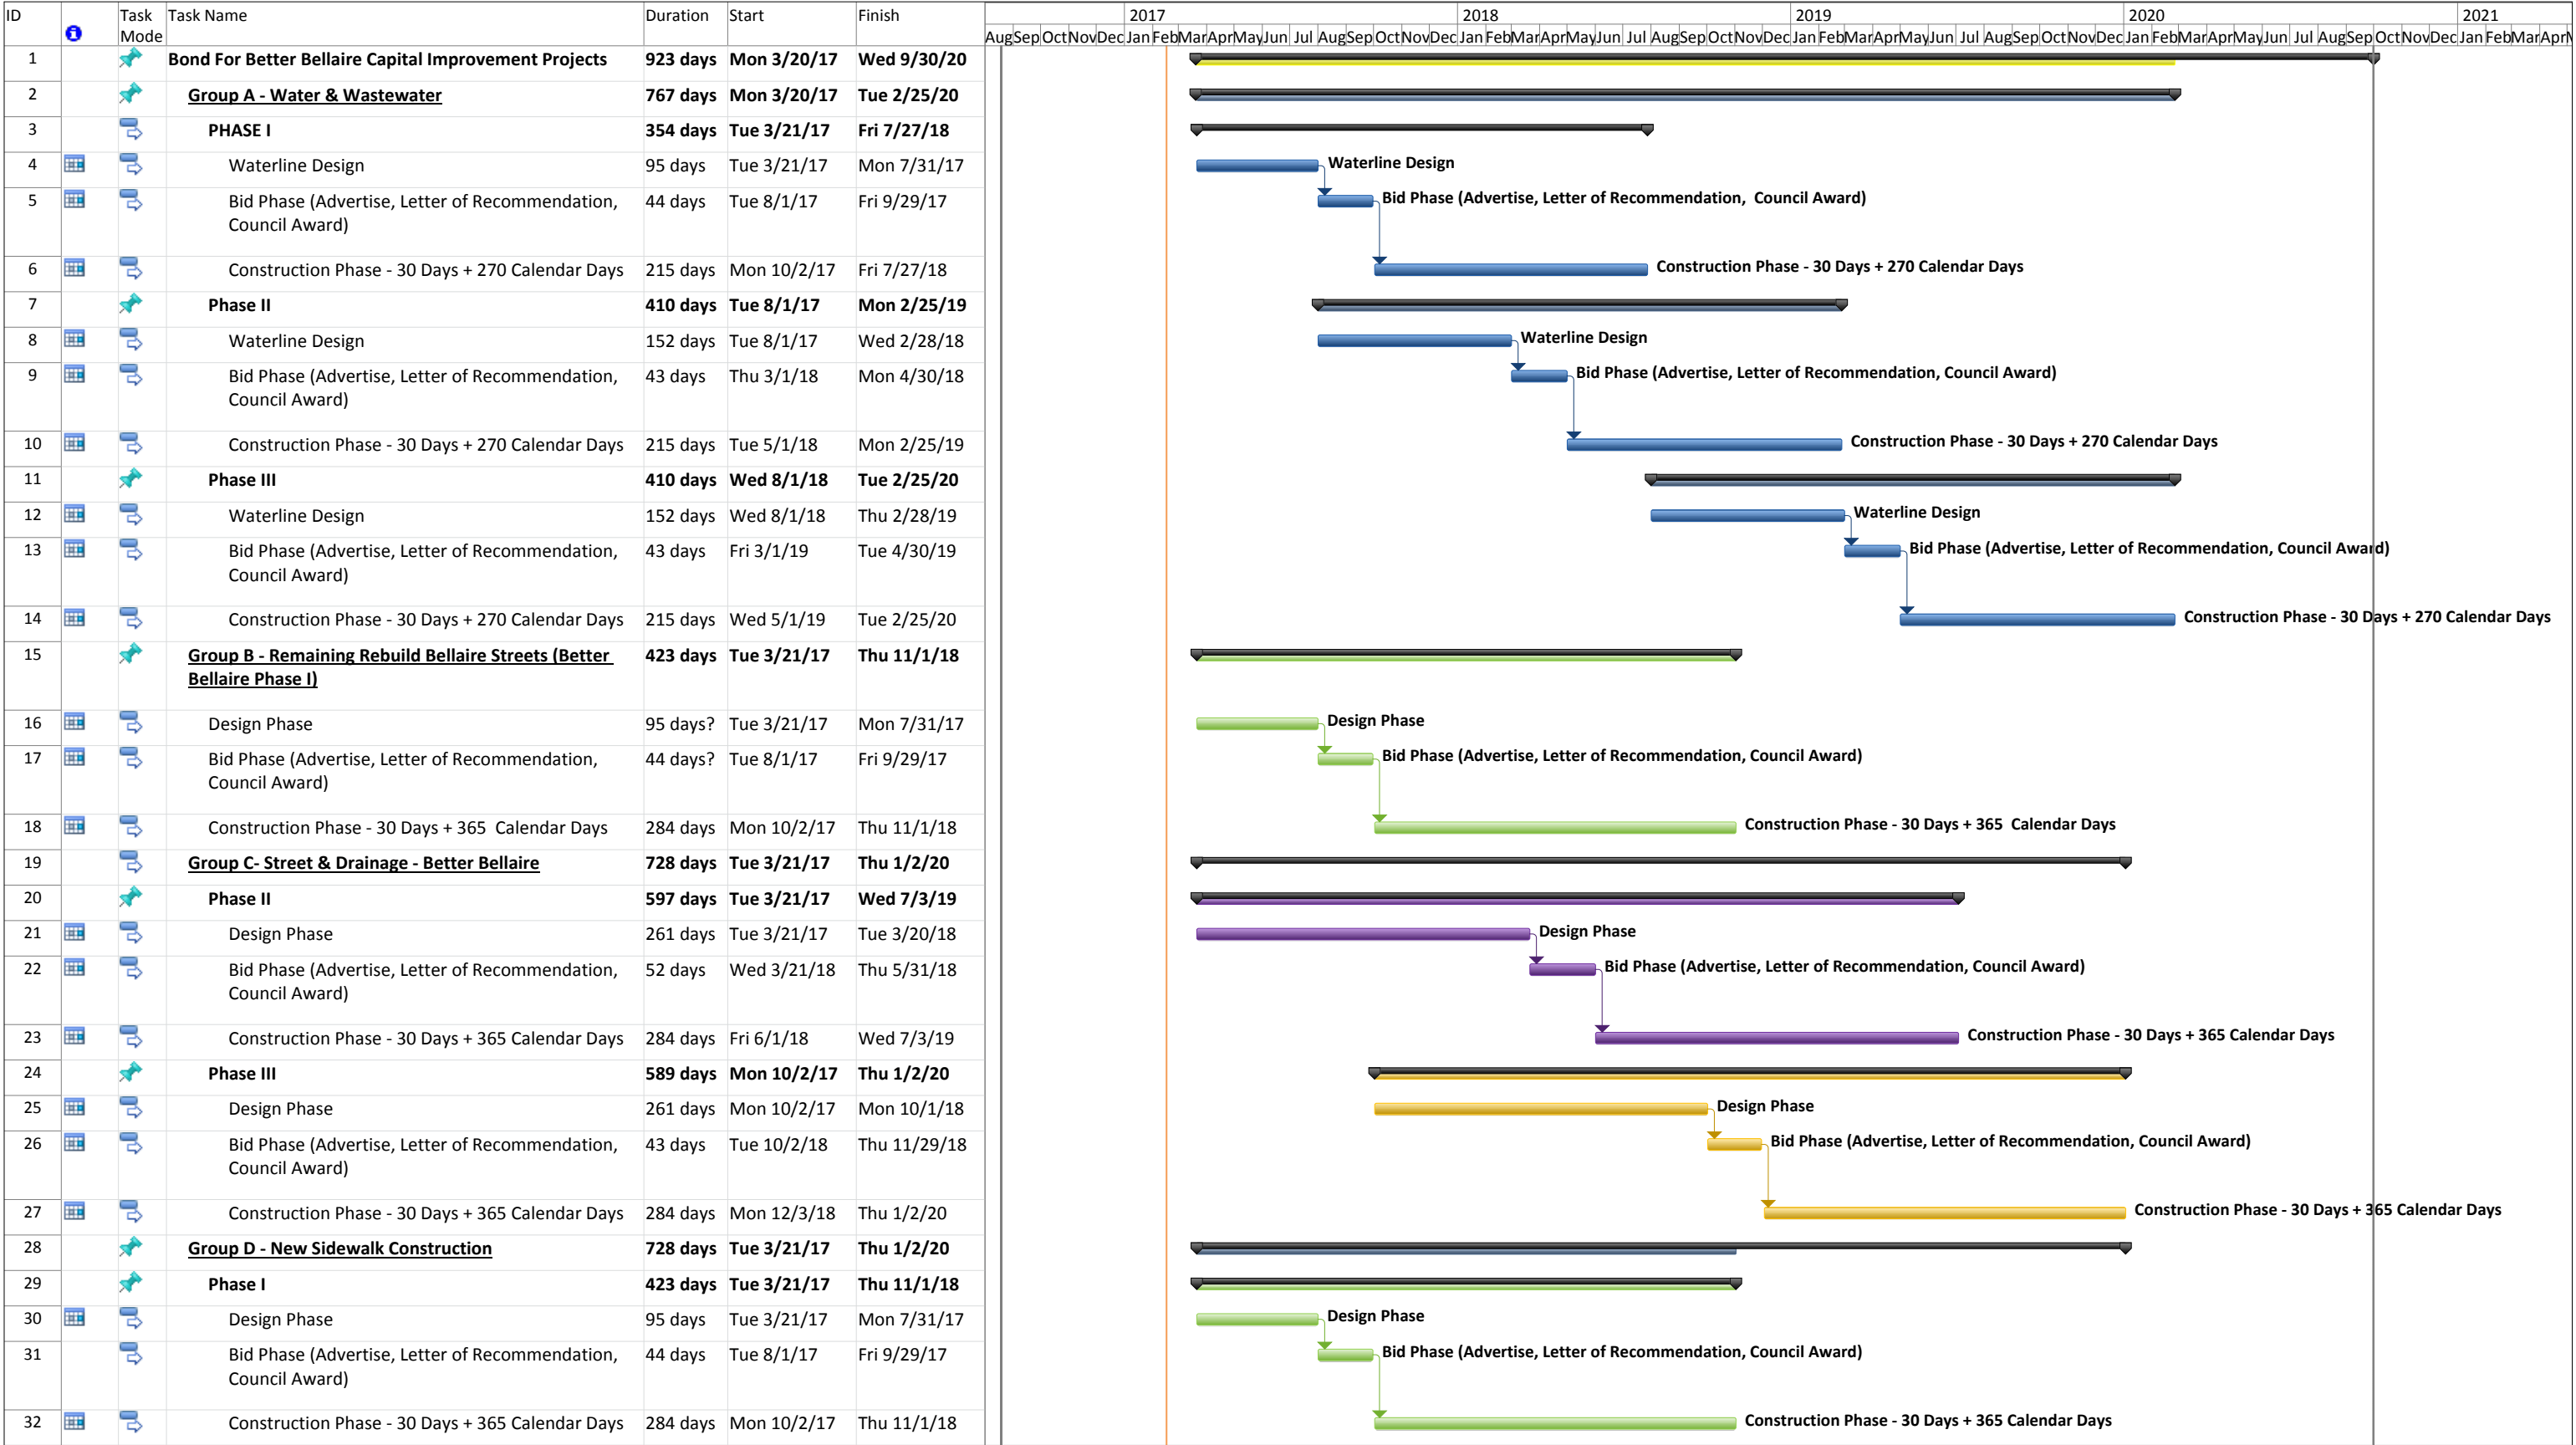 ID Task Mode Task Name Duration Start Finish
2017 2018 2019 2020 2021
Aug Sep Oct Nov Dec Jan Feb Mar Apr May Jun Jul Aug Sep Oct Nov Dec Jan Feb Mar Apr May Jun Jul Aug Sep Oct Nov Dec Jan Feb Mar Apr May Jun Jul Aug Sep Oct Nov Dec Jan Feb Mar Apr May Jun Jul Aug Sep Oct Nov Dec Jan Feb Mar Apr
1 Bond For Better Bellaire Capital Improvement Projects 923 days Mon 3/20/17 Wed 9/30/20
2 Group A - Water & Wastewater 767 days Mon 3/20/17 Tue 2/25/20
3 PHASE I 354 days Tue 3/21/17 Fri 7/27/18
4 Waterline Design 95 days Tue 3/21/17 Mon 7/31/17 Waterline Design
5 Bid Phase (Advertise, Letter of Recommendation, 44 days Tue 8/1/17 Fri 9/29/17 Bid Phase (Advertise, Letter of Recommendation, Council Award)
Council Award)
6 Construction Phase - 30 Days + 270 Calendar Days 215 days Mon 10/2/17 Fri 7/27/18 Construction Phase - 30 Days + 270 Calendar Days
7 Phase II 410 days Tue 8/1/17 Mon 2/25/19
8 Waterline Design 152 days Tue 8/1/17 Wed 2/28/18 Waterline Design
9 Bid Phase (Advertise, Letter of Recommendation, 43 days Thu 3/1/18 Mon 4/30/18 Bid Phase (Advertise, Letter of Recommendation, Council Award)
Council Award)
10 Construction Phase - 30 Days + 270 Calendar Days 215 days Tue 5/1/18 Mon 2/25/19 Construction Phase - 30 Days + 270 Calendar Days
11 Phase III 410 days Wed 8/1/18 Tue 2/25/20
12 Waterline Design 152 days Wed 8/1/18 Thu 2/28/19 Waterline Design
13 Bid Phase (Advertise, Letter of Recommendation, 43 days Fri 3/1/19 Tue 4/30/19 Bid Phase (Advertise, Letter of Recommendation, Council Award)
Council Award)
14 Construction Phase - 30 Days + 270 Calendar Days 215 days Wed 5/1/19 Tue 2/25/20 Construction Phase - 30 Days + 270 Calendar Days
15 Group B - Remaining Rebuild Bellaire Streets (Better 423 days Tue 3/21/17 Thu 11/1/18
Bellaire Phase I)
16 Design Phase 95 days? Tue 3/21/17 Mon 7/31/17 Design Phase
17 Bid Phase (Advertise, Letter of Recommendation, 44 days? Tue 8/1/17 Fri 9/29/17 Bid Phase (Advertise, Letter of Recommendation, Council Award)
Council Award)
18 Construction Phase - 30 Days + 365 Calendar Days 284 days Mon 10/2/17 Thu 11/1/18 Construction Phase - 30 Days + 365 Calendar Days
19 Group C- Street & Drainage - Better Bellaire 728 days Tue 3/21/17 Thu 1/2/20
20 Phase II 597 days Tue 3/21/17 Wed 7/3/19
21 Design Phase 261 days Tue 3/21/17 Tue 3/20/18 Design Phase
22 Bid Phase (Advertise, Letter of Recommendation, 52 days Wed 3/21/18 Thu 5/31/18 Bid Phase (Advertise, Letter of Recommendation, Council Award)
Council Award)
23 Construction Phase - 30 Days + 365 Calendar Days 284 days Fri 6/1/18 Wed 7/3/19 Construction Phase - 30 Days + 365 Calendar Days
24 Phase III 589 days Mon 10/2/17 Thu 1/2/20
25 Design Phase 261 days Mon 10/2/17 Mon 10/1/18 Design Phase
26 Bid Phase (Advertise, Letter of Recommendation, 43 days Tue 10/2/18 Thu 11/29/18 Bid Phase (Advertise, Letter of Recommendation, Council Award)
Council Award)
27 Construction Phase - 30 Days + 365 Calendar Days 284 days Mon 12/3/18 Thu 1/2/20 Construction Phase - 30 Days + 365 Calendar Days
28 Group D - New Sidewalk Construction 728 days Tue 3/21/17 Thu 1/2/20
29 Phase I 423 days Tue 3/21/17 Thu 11/1/18
30 Design Phase 95 days Tue 3/21/17 Mon 7/31/17 Design Phase
31 Bid Phase (Advertise, Letter of Recommendation, 44 days Tue 8/1/17 Fri 9/29/17 Bid Phase (Advertise, Letter of Recommendation, Council Award)
Council Award)
32 Construction Phase - 30 Days + 365 Calendar Days 284 days Mon 10/2/17 Thu 11/1/18 Construction Phase - 30 Days + 365 Calendar Days